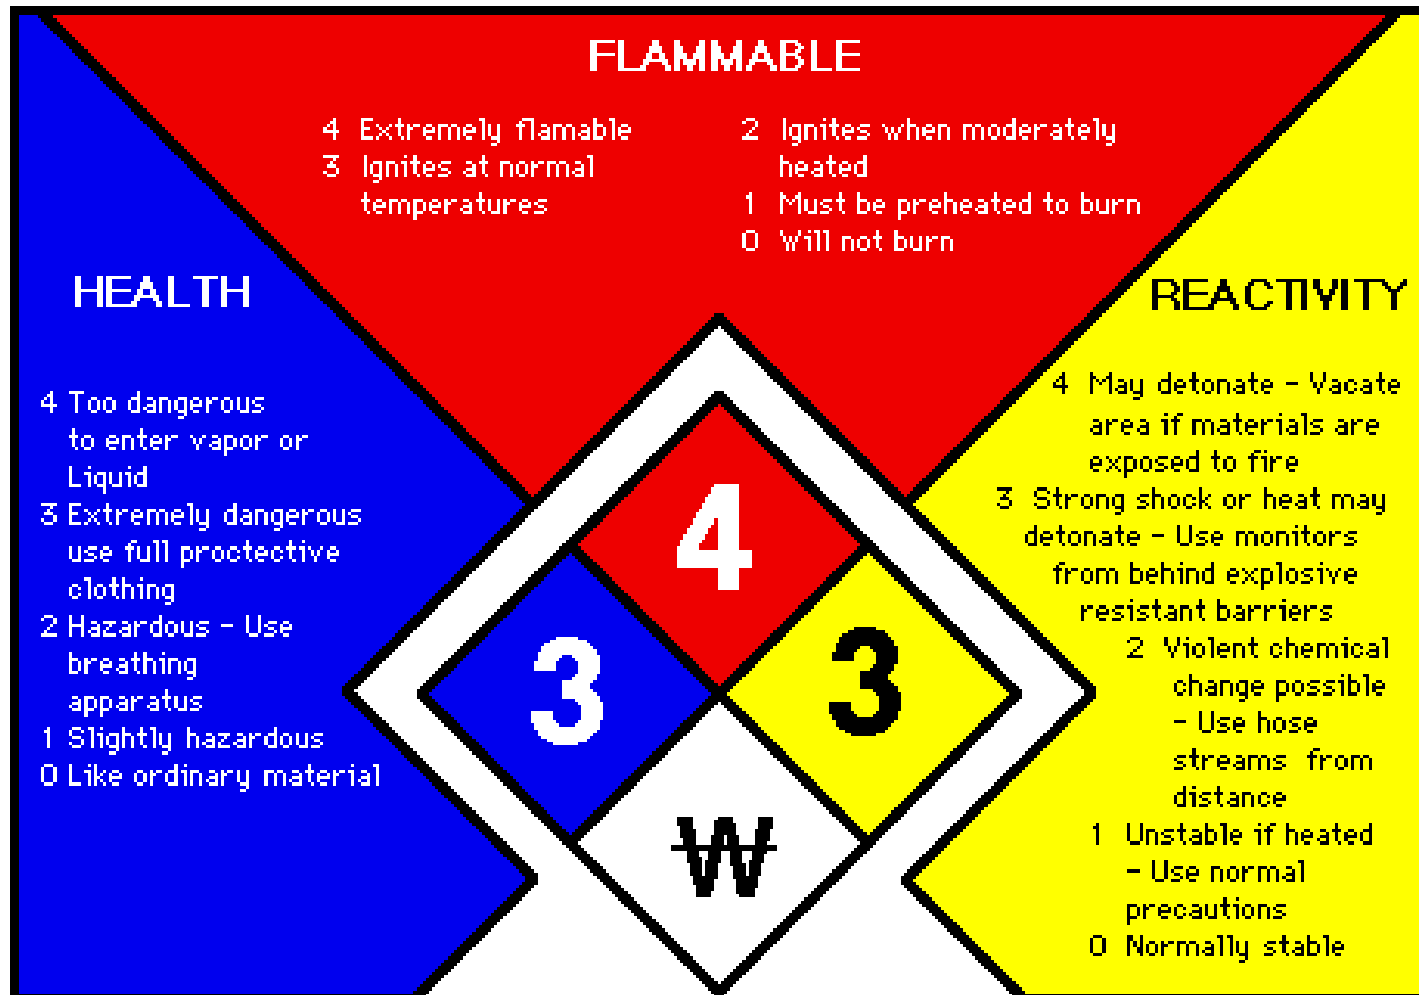 FLAMMABLE
4 Extremely flamable
3 Ignites at normal
temperatures
2 Ignites when moderately
heated
1 Must be preheated to burn
0 Will not burn
HEALTH
4 Too dangerous
to enter vapor or
Liquid
3 Extremely dangerous
use full proctective
clothing
2 Hazardous - Use
breathing
apparatus
1 Slightly hazardous
0 Like ordinary material
REACTIVITY
4 May detonate - Vacate
area if materials are
exposed to fire
3 Strong shock or heat may
detonate - Use monitors
from behind explosive
resistant barriers
2 Violent chemical
change possible
- Use hose
streams from
distance
1 Unstable if heated
- Use normal
precautions
0 Normally stable
4
3
3
W